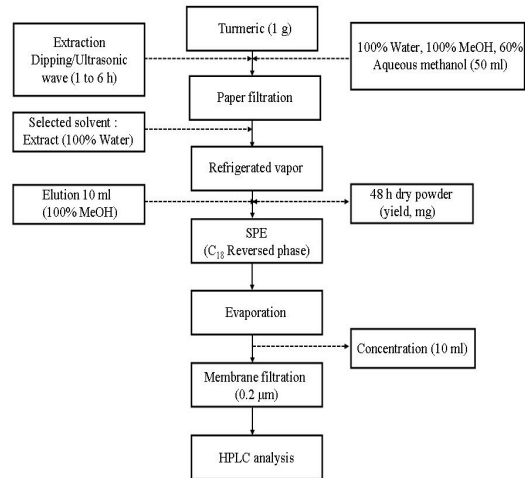 Turmeric (1 g)
Extraction
Dipping/Ultrasonic
wave (1 to 6 h)
100% Water, 100% MeOH, 60%
Aqueous methanol (50 ml)
Paper filtration
Selected solvent :
Extract (100% Water)
Refrigerated vapor
Elution 10 ml
(100% MeOH)
48 h dry powder
(yield, mg)
SPE
(C18 Reversed phase)
Evaporation
Concentration (10 ml)
Membrane filtration
(0.2 µm)
HPLC analysis